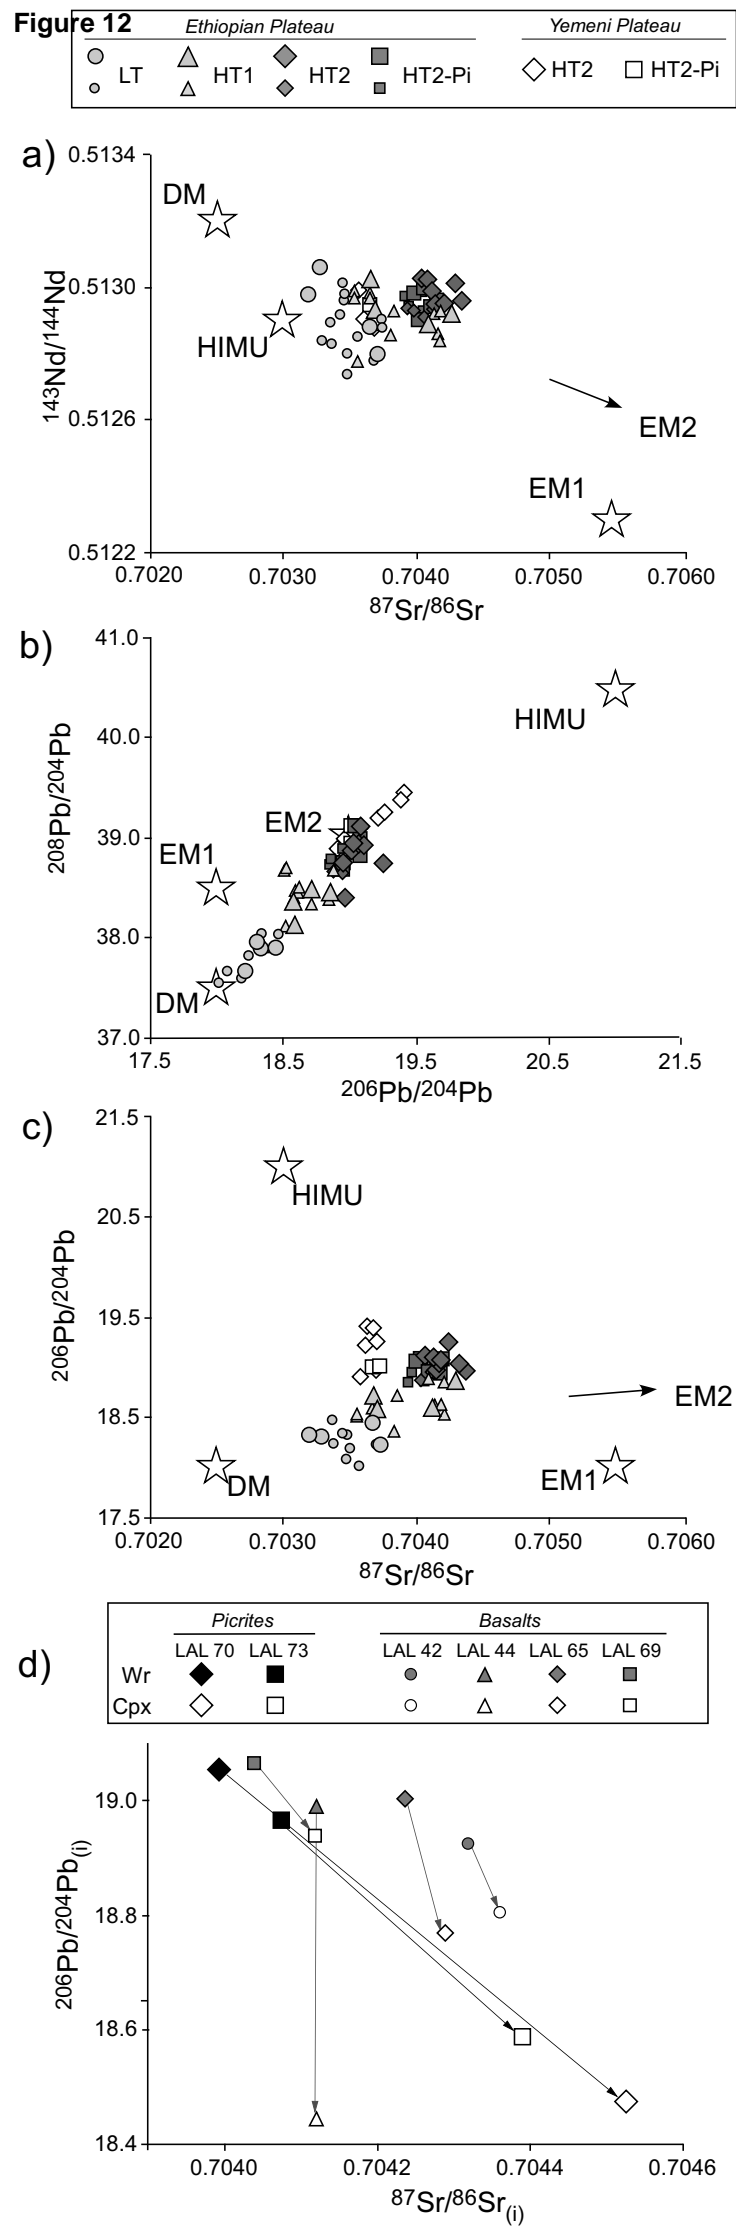 Figure 12
Ethiopian Plateau Yemeni Plateau
LT HT1 HT2 HT2-Pi HT2 HT2-Pi
a)
0.5134
DM
0.5130
HIMU
143Nd/144Nd
0.5126
EM2
EM1
0.5122
0.7020 0.7030 0.7040 0.7050 0.7060
87Sr/86Sr
b)
41.0
HIMU
40.0
208Pb/204Pb
39.0
EM2
EM1
38.0
DM
37.0
17.5 18.5 19.5 20.5 21.5
206Pb/204Pb
c)
21.5
HIMU
20.5
206Pb/204Pb
19.5
EM2
18.5
DM
EM1
17.5
0.7020 0.7030 0.7040 0.7050 0.7060
87Sr/86Sr
d)
Picrites Basalts
LAL 70 LAL 73 LAL 42 LAL 44 LAL 65 LAL 69
Wr
Cpx
19.0
206Pb/204Pb(i)
18.8
18.6
18.4
0.7040 0.7042 0.7044 0.7046
87Sr/86Sr(i)